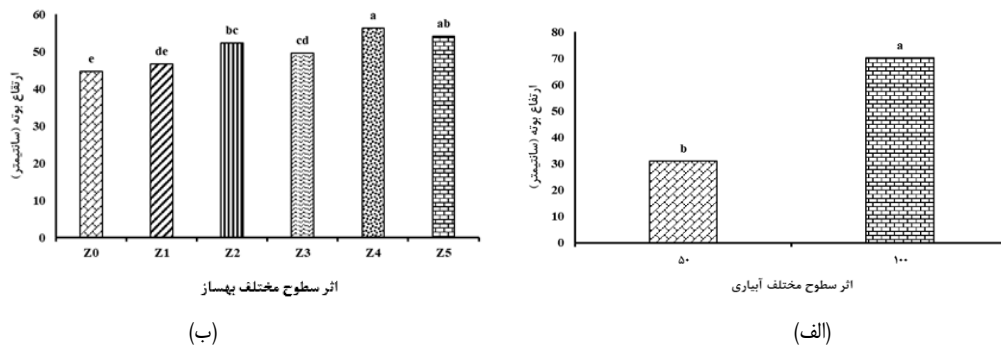 ارتفاع بوته (سانتیمتر)
80
70
60
50
40
30
20
10
0
b
a
۵۰
۱۰۰
اثر سطوح مختلف آبیاری
(الف)
ارتفاع بوته (سانتیمتر)
60
50
40
30
20
10
0
e
de
bc
cd
a
ab
Z0
Z1
Z2
Z3
Z4
Z5
اثر سطوح مختلف بهساز
(ب)